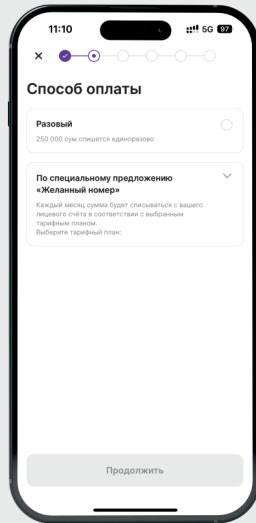 11:10
5G 97
Способ оплаты
Разовый
250 000 сум спишется единоразово
По специальному предложению
«Желанный номер»
Каждый месяц сумма будет списываться с вашего
лицевого счёта в соответствии с выбранным
тарифным планом.
Выберите тарифный план:
Продолжить